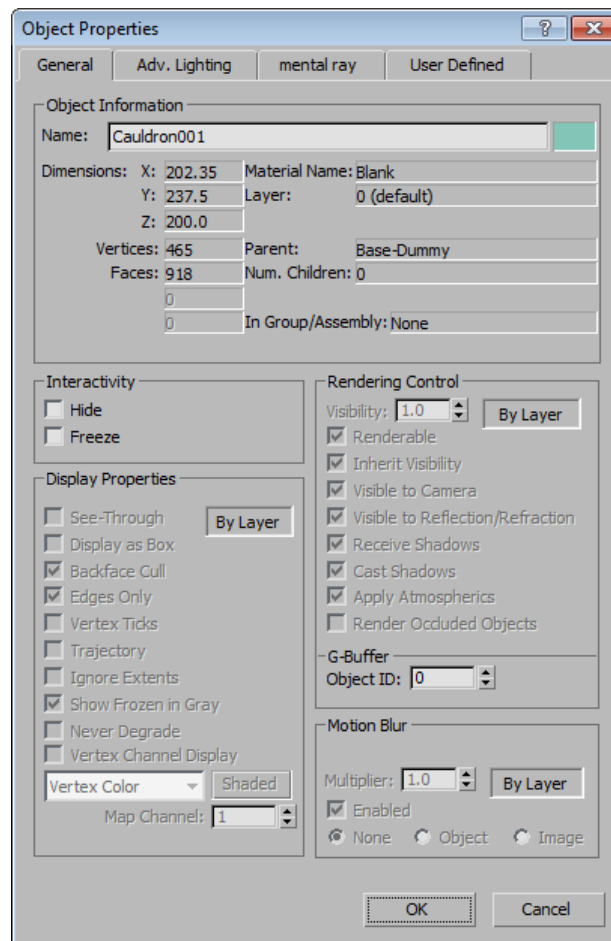 Object Properties
General Adv. Lighting mental ray User Defined
Object Information
Name: Cauldron001
Dimensions: X: 202.35 Material Name: Blank
Y: 237.5 Layer: 0 (default)
Z: 200.0
Vertices: 465 Parent: Base-Dummy
Faces: 918 Num. Children: 0
0
0 In Group/Assembly: None
Interactivity
Hide
Freeze
Display Properties
See-Through By Layer
Display as Box
Backface Cull
Edges Only
Vertex Ticks
Trajectory
Ignore Extents
Show Frozen in Gray
Never Degrade
Vertex Channel Display
Vertex Color Shaded
Map Channel: 1
Rendering Control
Visibility: 1.0 By Layer
Renderable
Inherit Visibility
Visible to Camera
Visible to Reflection/Refraction
Receive Shadows
Cast Shadows
Apply Atmospherics
Render Occluded Objects
G-Buffer
Object ID: 0
Motion Blur
Multiplier: 1.0 By Layer
Enabled
None Object Image
OK Cancel